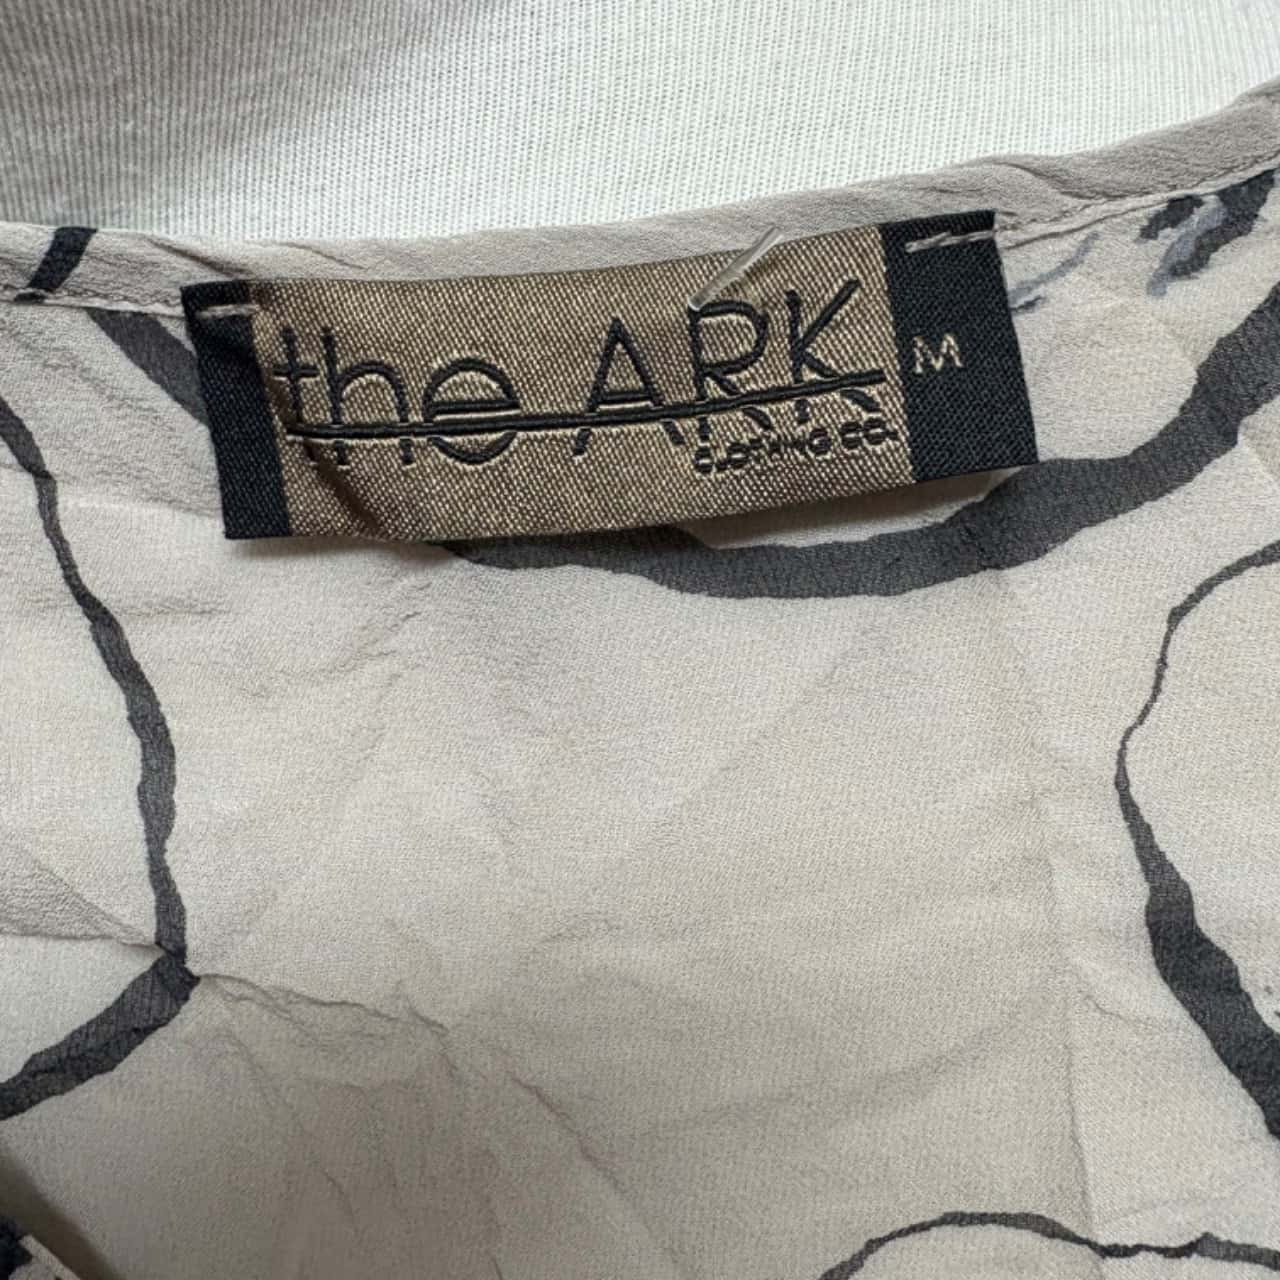 the ARK
CLOTHING CO.
M